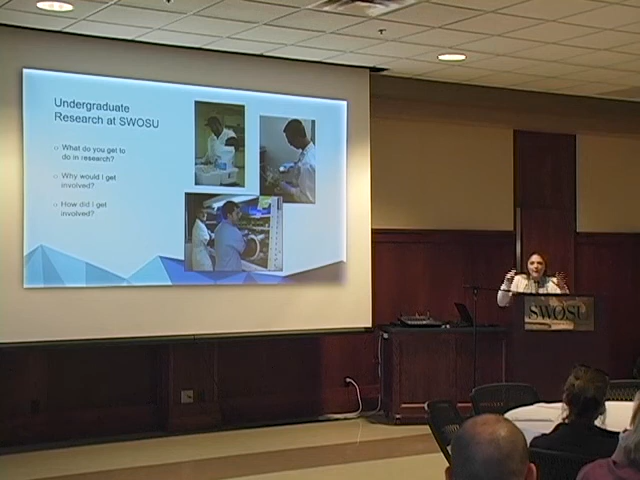 Undergraduate
Research at SWOSU
What do you get to
do in research?
Why would I get
involved?
How did I get
involved?
SWOSU